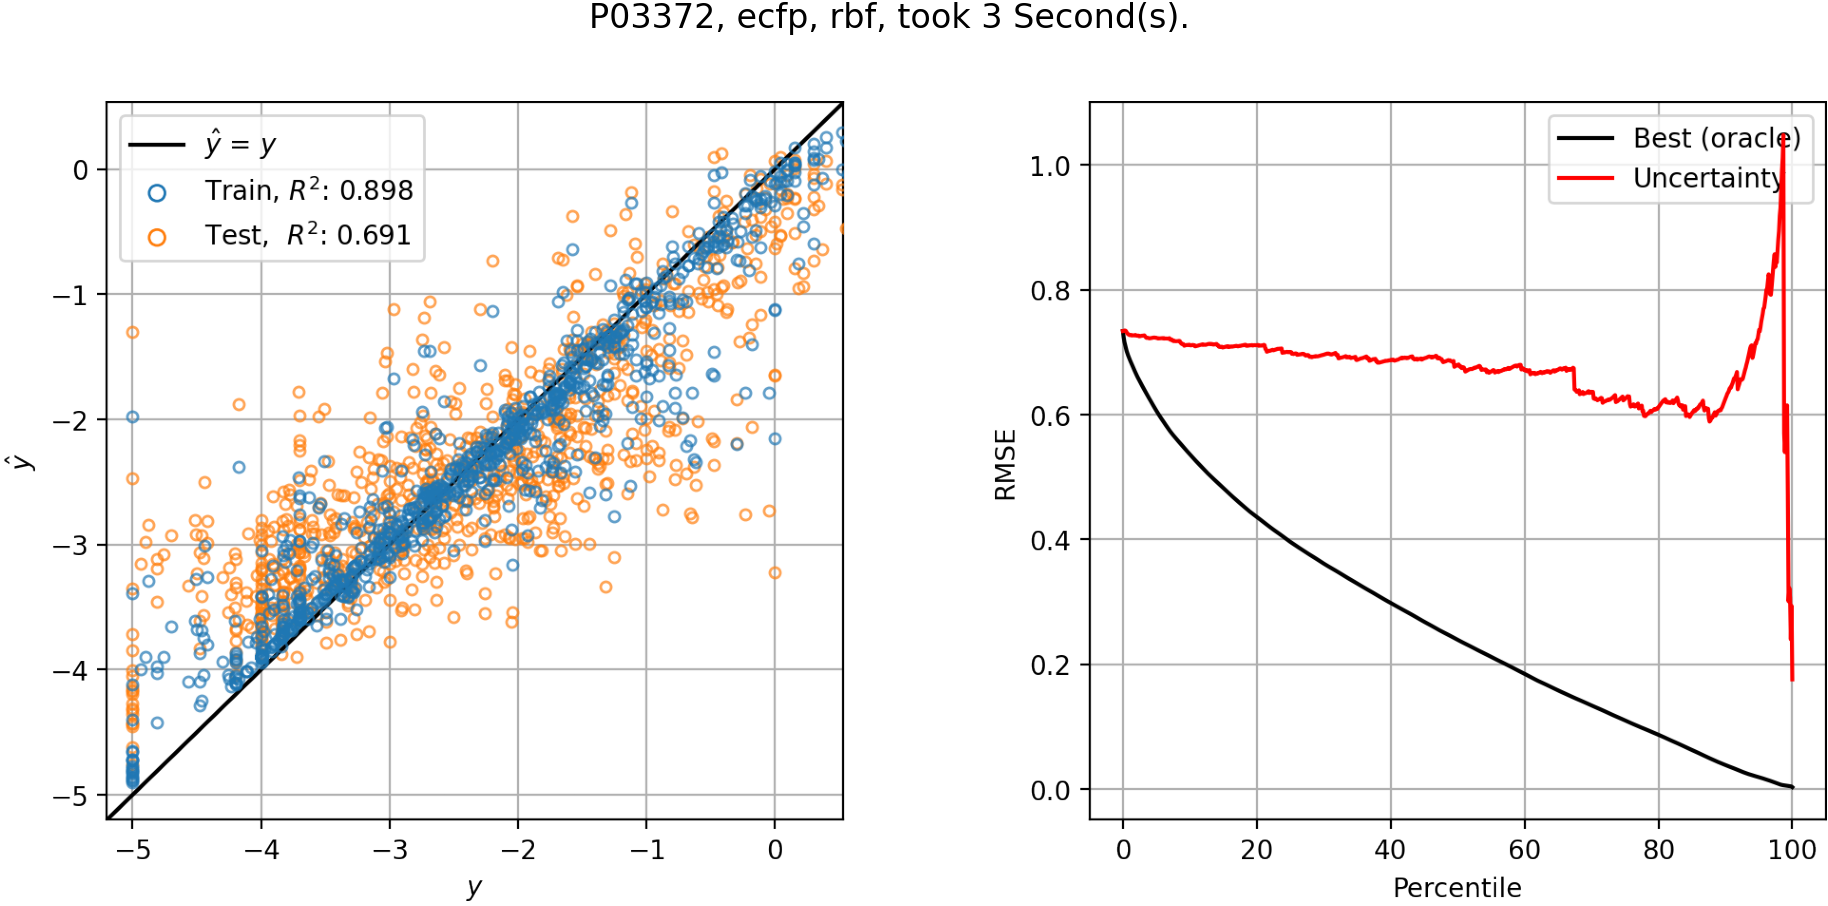 P03372, ecfp, rbf, took 3 Second(s).
ŷ = y
Train, R²: 0.898
Test, R²: 0.691
0
−1
−2
−3
−4
−5
ŷ
−5 −4 −3 −2 −1 0
y
Best (oracle)
Uncertainty
1.0
0.8
0.6
0.4
0.2
0.0
RMSE
0 20 40 60 80 100
Percentile